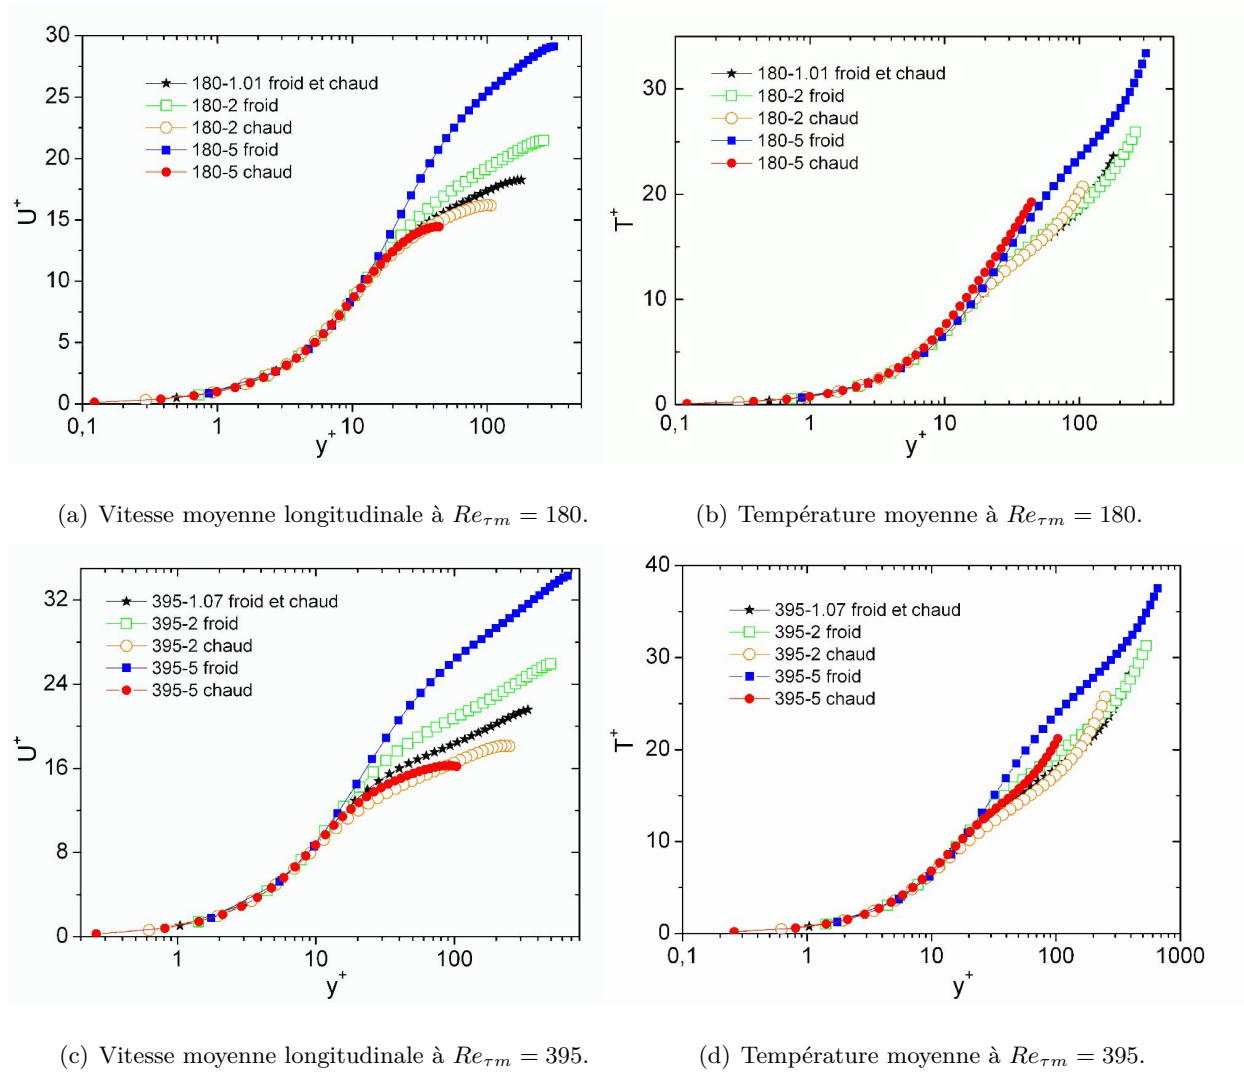 30
25
20
15
10
5
0
U⁺
180-1.01 froid et chaud
180-2 froid
180-2 chaud
180-5 froid
180-5 chaud
0,1 1 10 100
y⁺
35
30
25
20
15
10
5
0
T⁺
180-1.01 froid et chaud
180-2 froid
180-2 chaud
180-5 froid
180-5 chaud
0,1 1 10 100
y⁺
(a) Vitesse moyenne longitudinale à Reτm = 180.
(b) Température moyenne à Reτm = 180.
32
24
16
8
0
U⁺
395-1.07 froid et chaud
395-2 froid
395-2 chaud
395-5 froid
395-5 chaud
1 10 100
y⁺
40
30
20
10
0
T⁺
395-1.07 froid et chaud
395-2 froid
395-2 chaud
395-5 froid
395-5 chaud
0,1 1 10 100 1000
y⁺
(c) Vitesse moyenne longitudinale à Reτm = 395.
(d) Température moyenne à Reτm = 395.